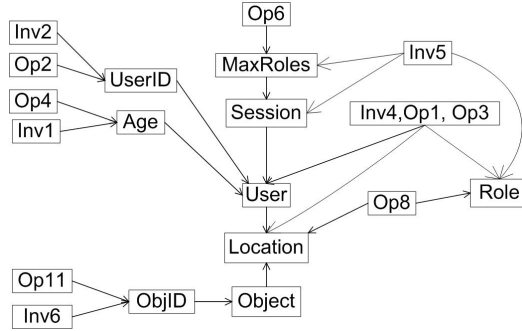 Op6
Inv2
Op2
UserID
MaxRoles
Inv5
Op4
Inv1
Age
Session
Inv4,Op1, Op3
User
Op8
Role
Location
Op11
Inv6
ObjID
Object